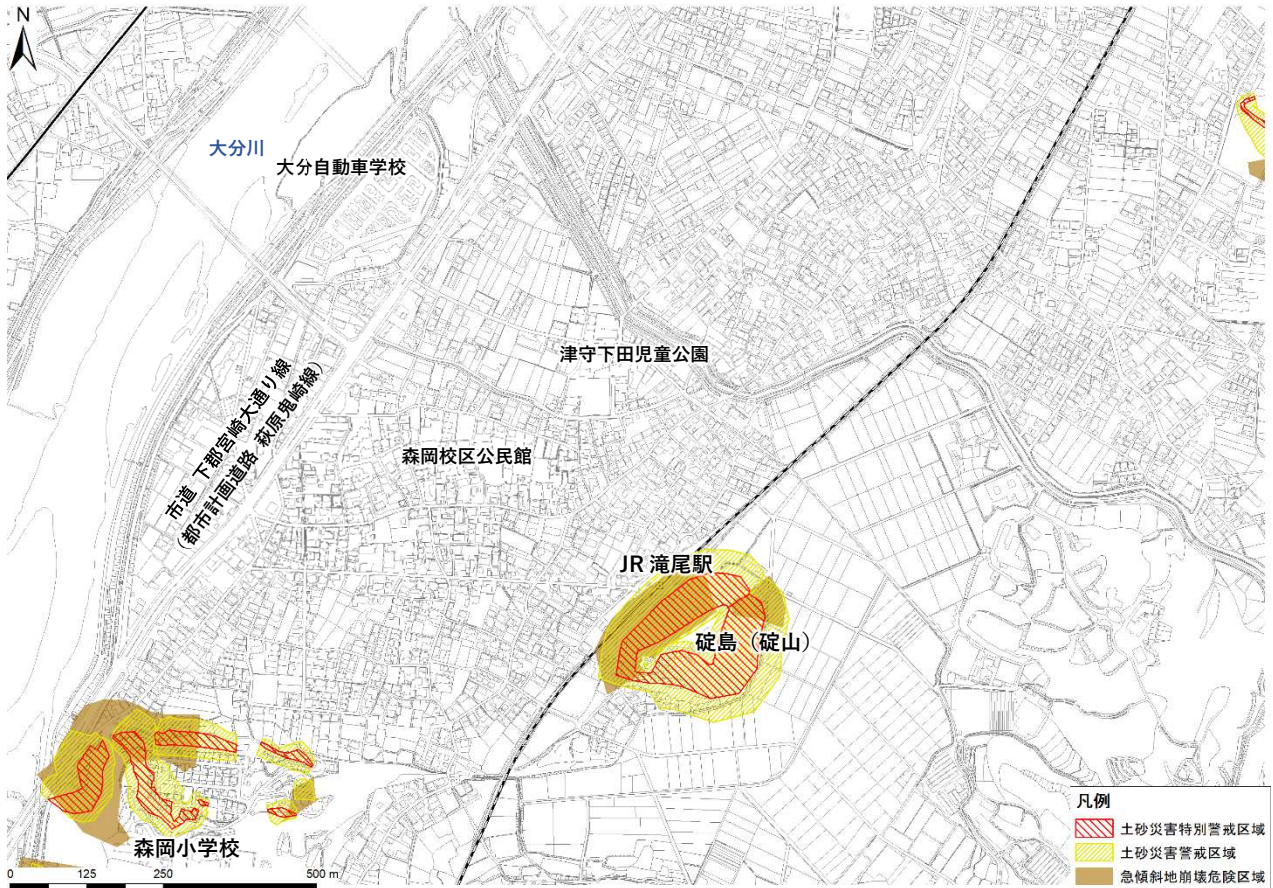 N
大分川
大分自動車学校
津守下田児童公園
市道 下郡宮崎大通り線
(都市計画道路 萩原鬼崎線)
森岡校区公民館
JR 滝尾駅
碇島（碇山）
森岡小学校
0 125 250 500 m
凡例
土砂災害特別警戒区域
土砂災害警戒区域
急傾斜地崩壊危険区域